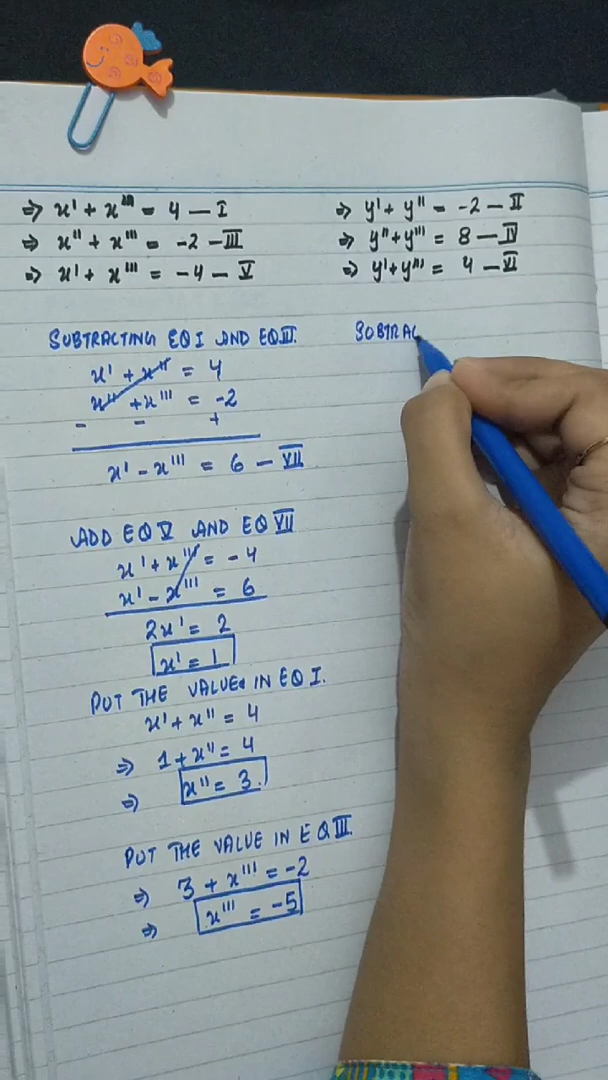 ⇒ x' + x'' = 4 — I
⇒ x'' + x''' = -2 — III
⇒ x' + x''' = -4 — V
⇒ y' + y'' = -2 — II
⇒ y'' + y''' = 8 — IV
⇒ y' + y''' = 4 — VI
SUBTRACTING EQ I AND EQ III.
x' + x'' = 4
x'' + x''' = -2
- - +
x' - x''' = 6 — VII
ADD EQ V AND EQ VII
x' + x''' = -4
x' - x''' = 6
2x' = 2
x' = 1
PUT THE VALUE IN EQ I.
x' + x'' = 4
⇒ 1 + x'' = 4
⇒ x'' = 3.
PUT THE VALUE IN EQ III.
⇒ 3 + x''' = -2
⇒ x''' = -5
SUBTRAC